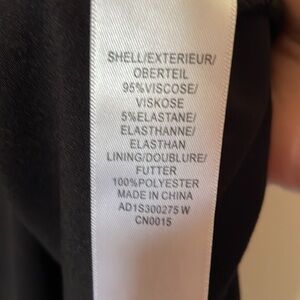 SHELL/EXTERIEUR/
OBERTEIL
95%VISCOSE/
VISKOSE
5%ELASTANE/
ELASTHANNE/
ELASTHAN
LINING/DOUBLURE/
FUTTER
100%POLYESTER
MADE IN CHINA
AD1S300275 W
CN0015